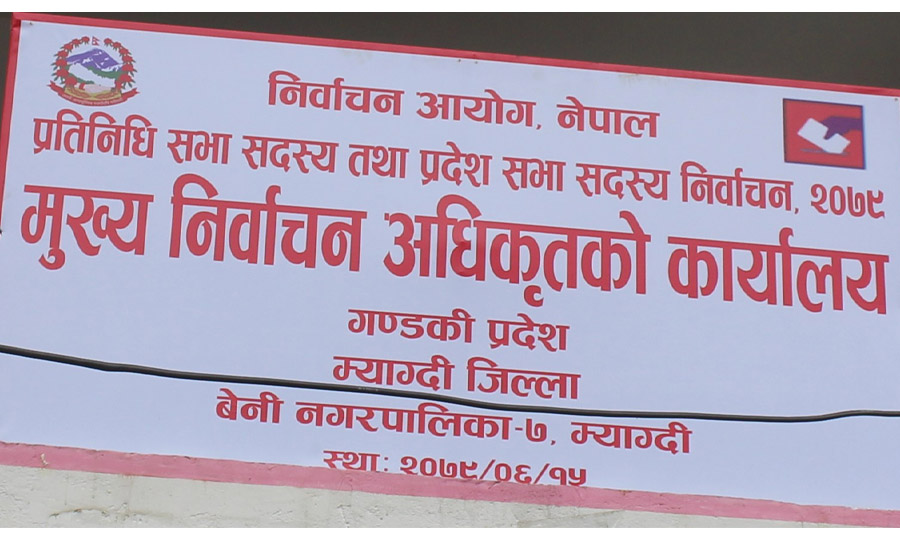 निर्वाचन आयोग, नेपाल
प्रतिनिधि सभा सदस्य तथा प्रदेश सभा सदस्य निर्वाचन, २०७९
मुख्य निर्वाचन अधिकृतको कार्यालय
गण्डकी प्रदेश
म्याग्दी जिल्ला
बेनी नगरपालिका-७, म्याग्दी
स्था: २०७९/०६/१५